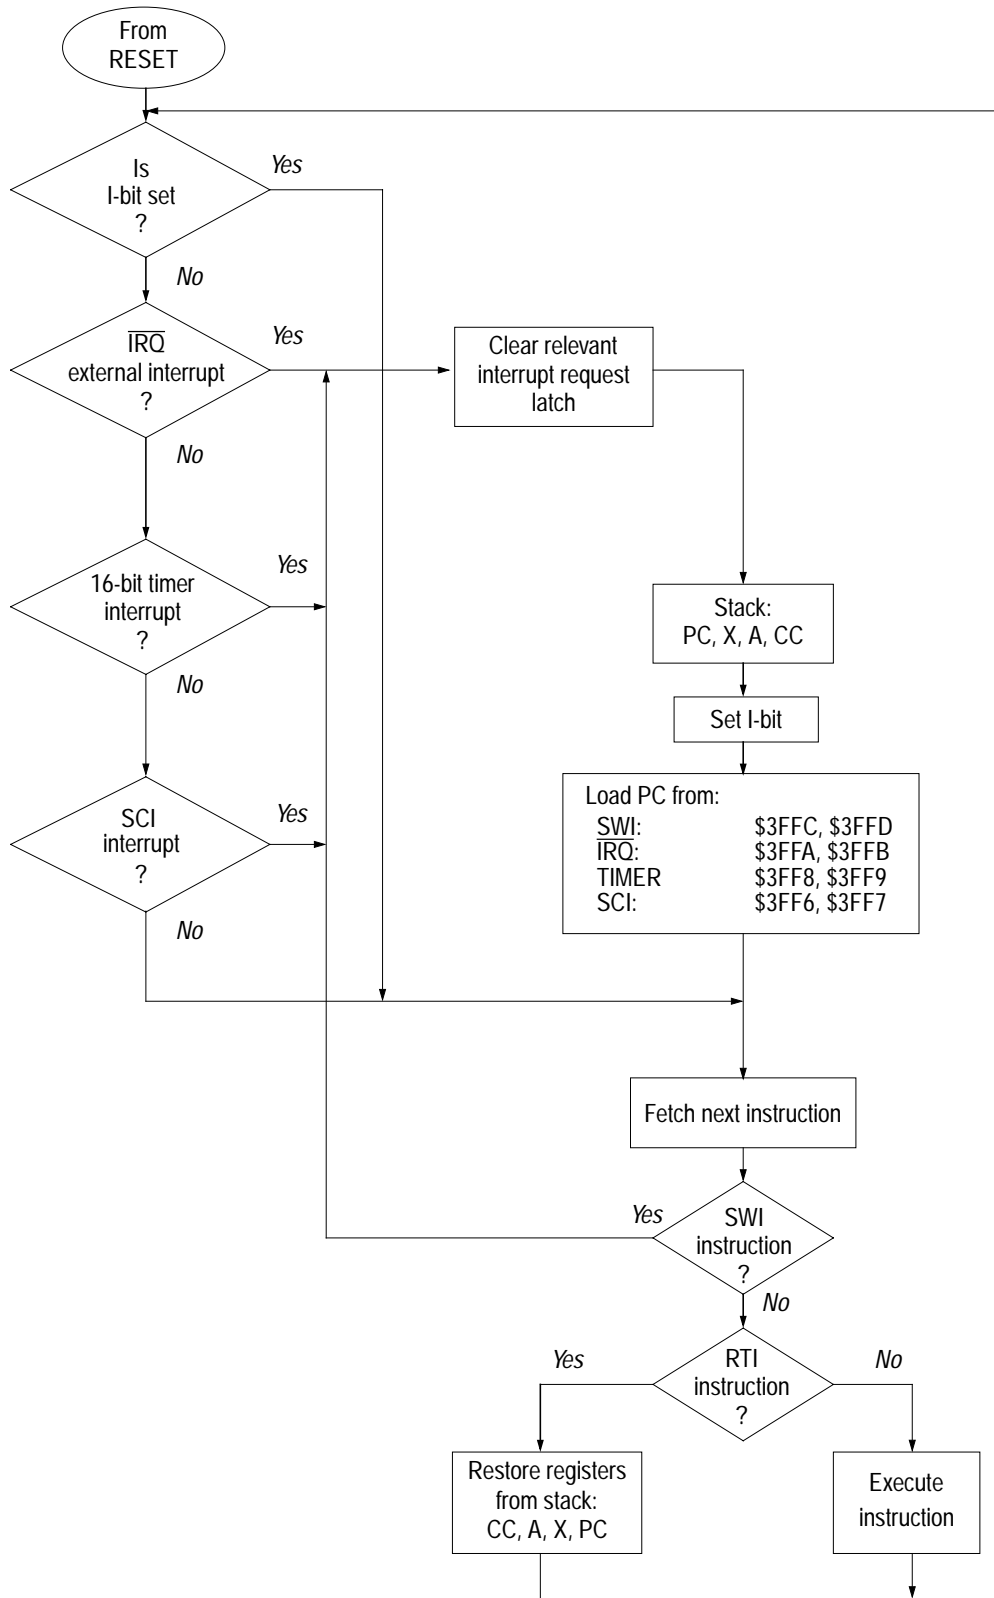 From
RESET
Is
I-bit set
?
Yes
No
IRQ
external interrupt
?
Yes
No
Clear relevant
interrupt request
latch
16-bit timer
interrupt
?
Yes
No
Stack:
PC, X, A, CC
Set I-bit
SCI
interrupt
?
Yes
No
Load PC from:
SWI: $3FFC, $3FFD
IRQ: $3FFA, $3FFB
TIMER $3FF8, $3FF9
SCI: $3FF6, $3FF7
Fetch next instruction
SWI
instruction
?
Yes
No
RTI
instruction
?
Yes
No
Restore registers
from stack:
CC, A, X, PC
Execute
instruction